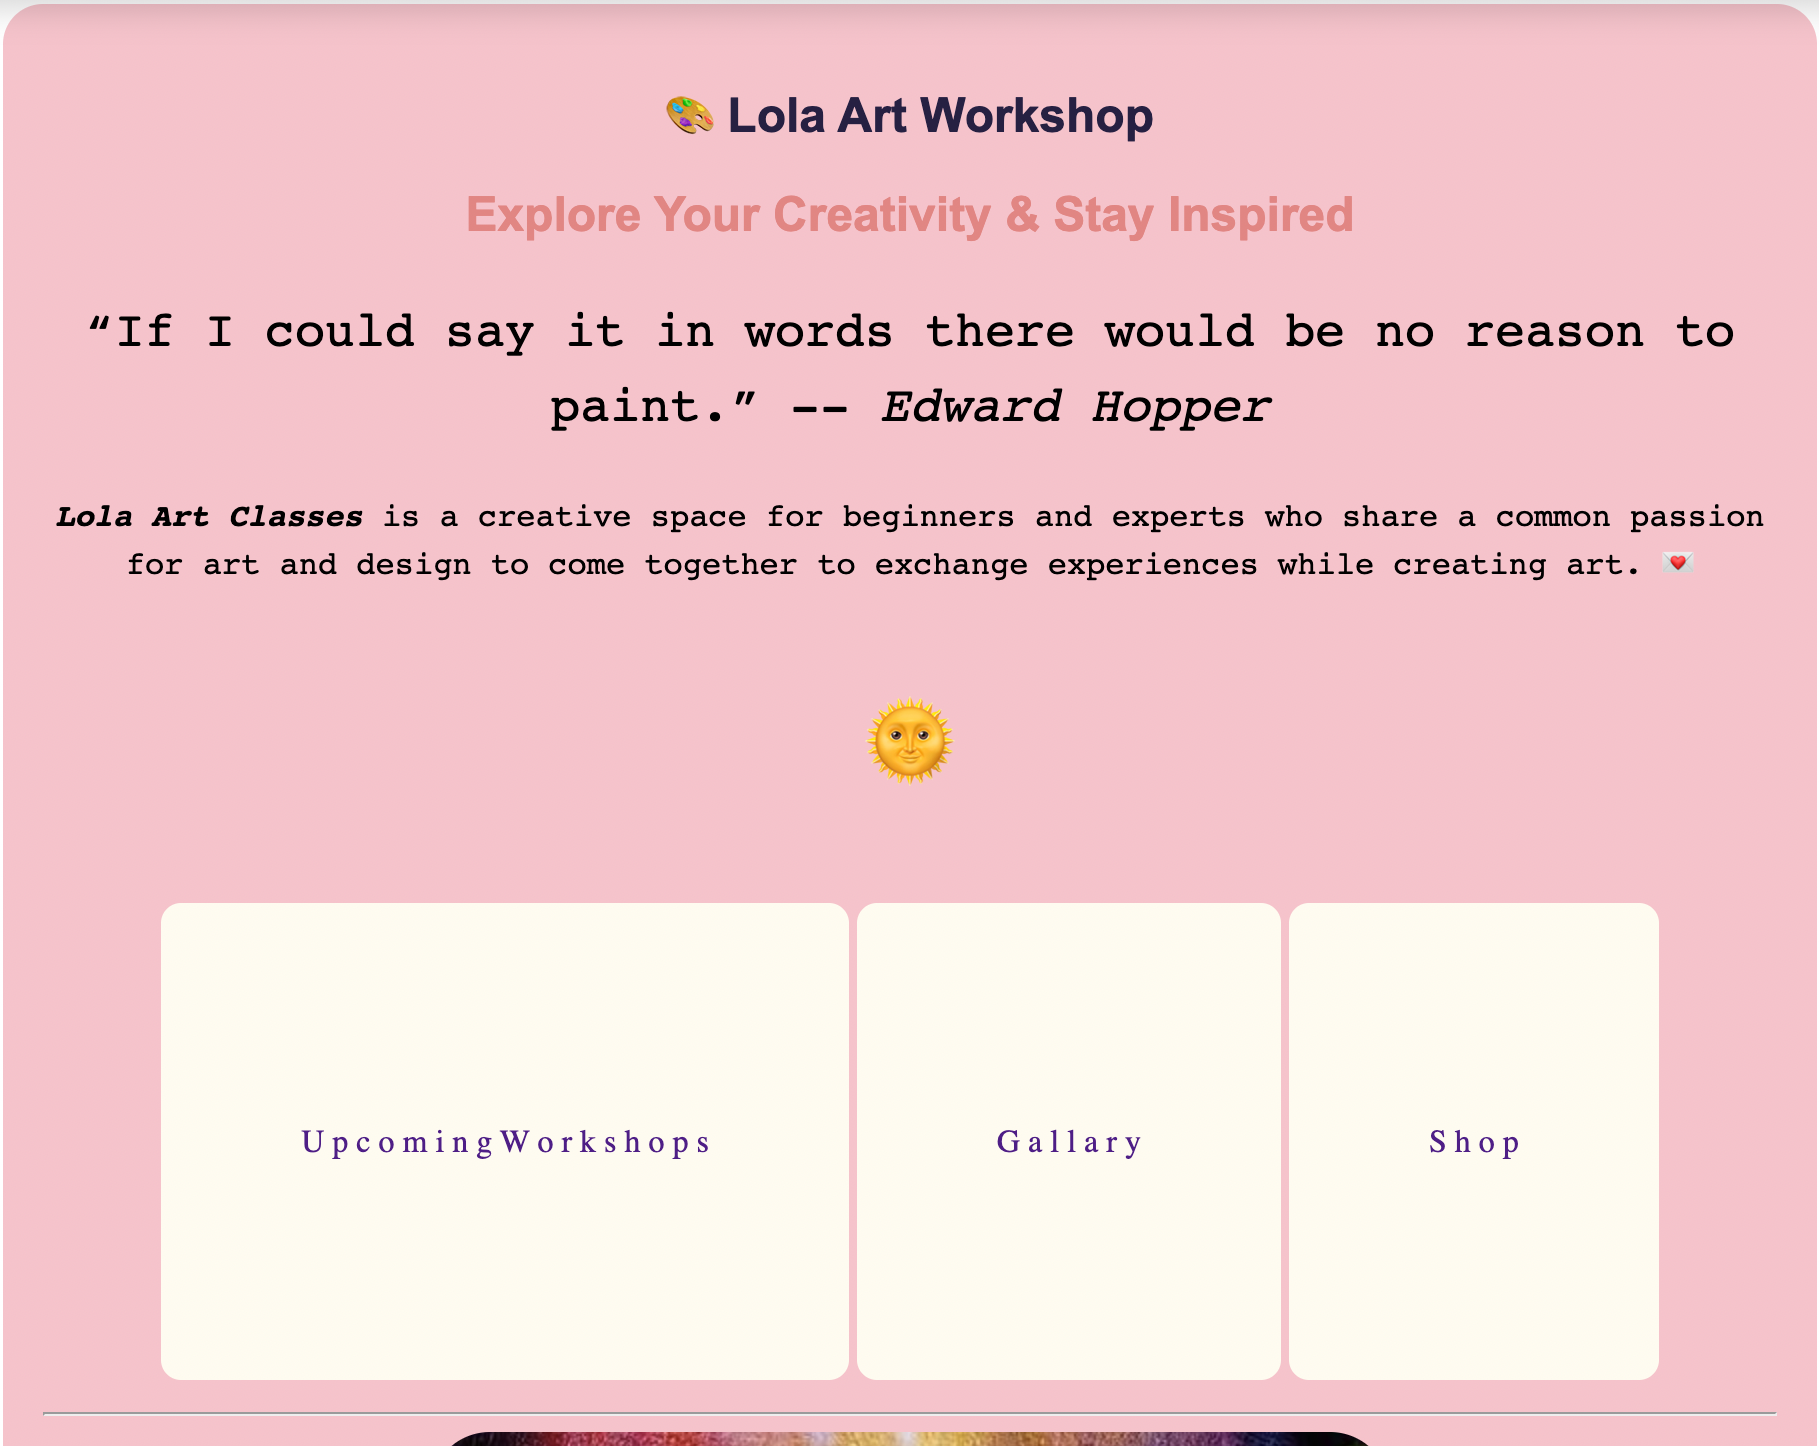 Lola Art Workshop
Explore Your Creativity & Stay Inspired
“If I could say it in words there would be no reason to
paint.” -- Edward Hopper
Lola Art Classes is a creative space for beginners and experts who share a common passion
for art and design to come together to exchange experiences while creating art.
UpcomingWorkshops
Gallary
Shop